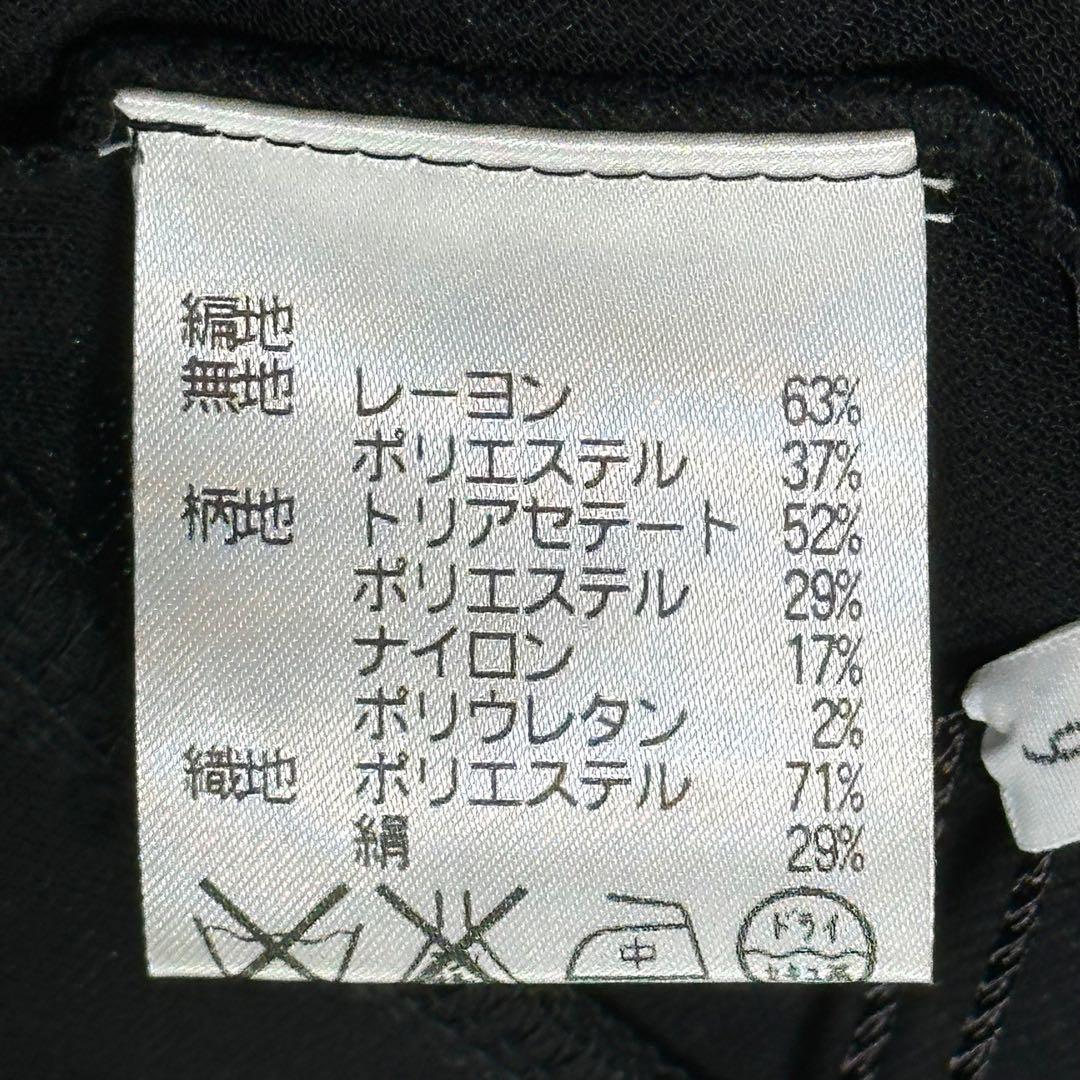 編地
無地 レーヨン 63%
ポリエステル 37%
柄地 トリアセテート 52%
ポリエステル 29%
ナイロン 17%
ポリウレタン 2%
織地 ポリエステル 71%
絹 29%
中 ドライ